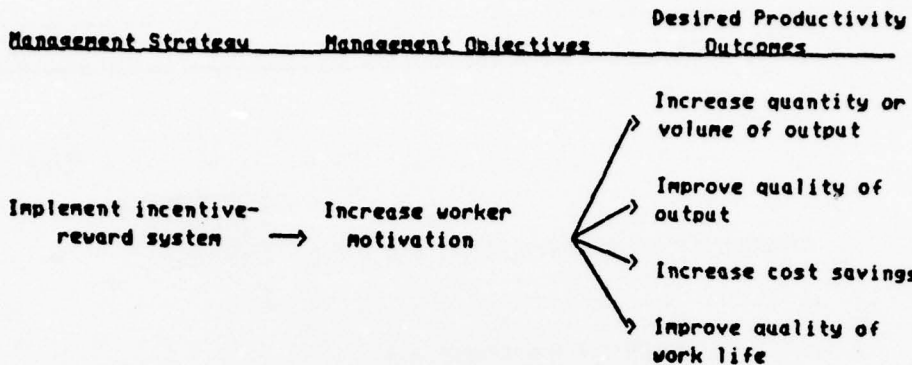 Desired Productivity
Management Strategy Management Objectives Outcomes
Increase quantity or
volume of output
Implement incentive-
reward system
Increase worker
motivation
Improve quality of
output
Increase cost savings
Improve quality of
work life